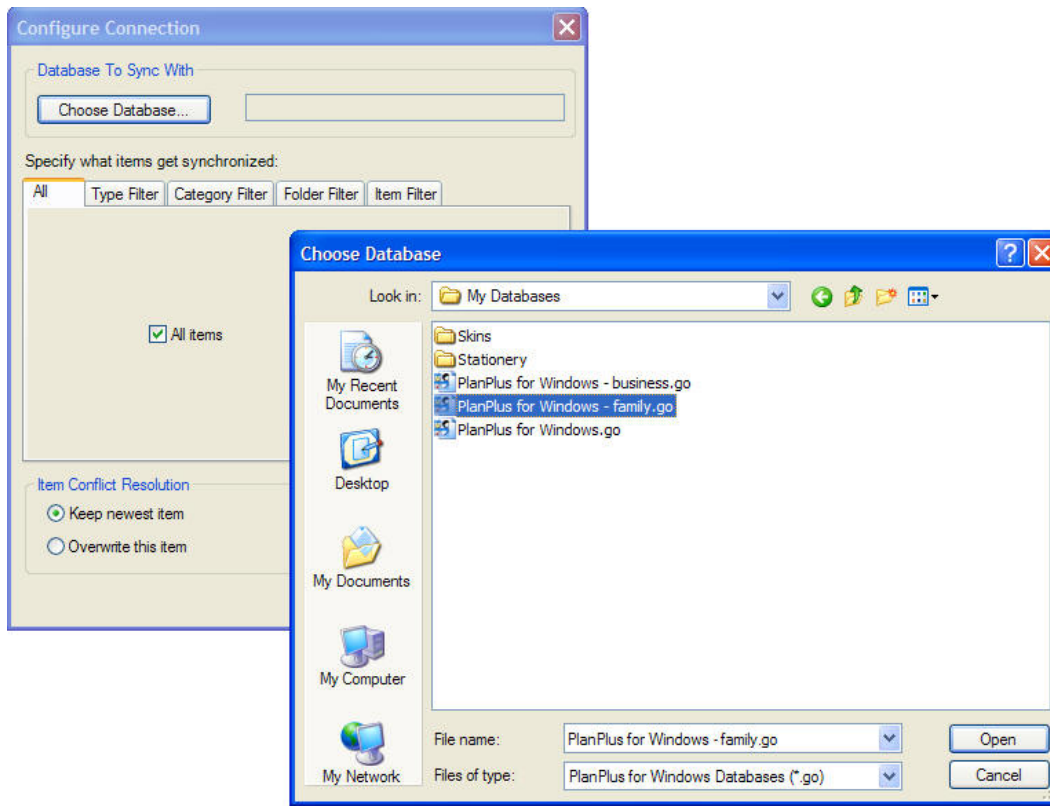 Configure Connection
Database To Sync With
Choose Database...
Specify what items get synchronized:
All Type Filter Category Filter Folder Filter Item Filter
All items
Item Conflict Resolution
Keep newest item
Overwrite this item
Choose Database
Look in: My Databases
My Recent Documents
Desktop
My Documents
My Computer
My Network
Skins
Stationery
PlanPlus for Windows - business.go
PlanPlus for Windows - family.go
PlanPlus for Windows.go
File name: PlanPlus for Windows - family.go Open
Files of type: PlanPlus for Windows Databases (*.go) Cancel